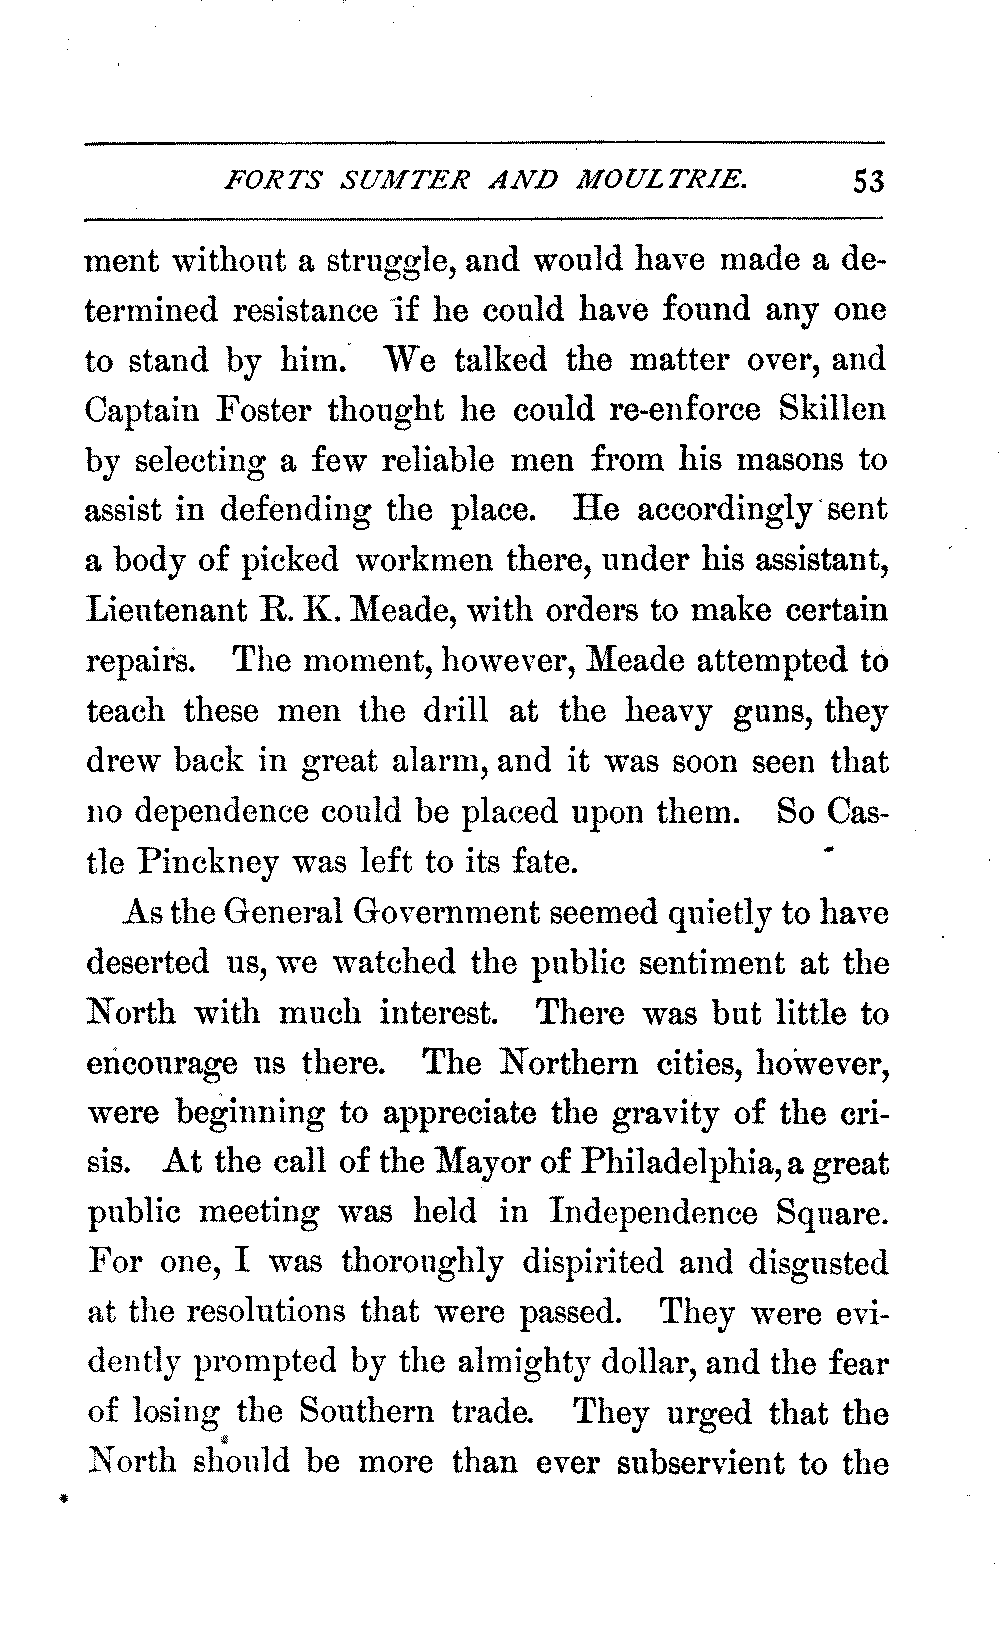 FORTS SUMTER AND MOULTRIE. 53
ment without a struggle, and would have made a de-
termined resistance if he could have found any one
to stand by him. We talked the matter over, and
Captain Foster thought he could re-enforce Skillen
by selecting a few reliable men from his masons to
assist in defending the place. He accordingly sent
a body of picked workmen there, under his assistant,
Lieutenant R. K. Meade, with orders to make certain
repairs. The moment, however, Meade attempted to
teach these men the drill at the heavy guns, they
drew back in great alarm, and it was soon seen that
no dependence could be placed upon them. So Cas-
tle Pinckney was left to its fate.
As the General Government seemed quietly to have
deserted us, we watched the public sentiment at the
North with much interest. There was but little to
encourage us there. The Northern cities, however,
were beginning to appreciate the gravity of the cri-
sis. At the call of the Mayor of Philadelphia, a great
public meeting was held in Independence Square.
For one, I was thoroughly dispirited and disgusted
at the resolutions that were passed. They were evi-
dently prompted by the almighty dollar, and the fear
of losing the Southern trade. They urged that the
North should be more than ever subservient to the